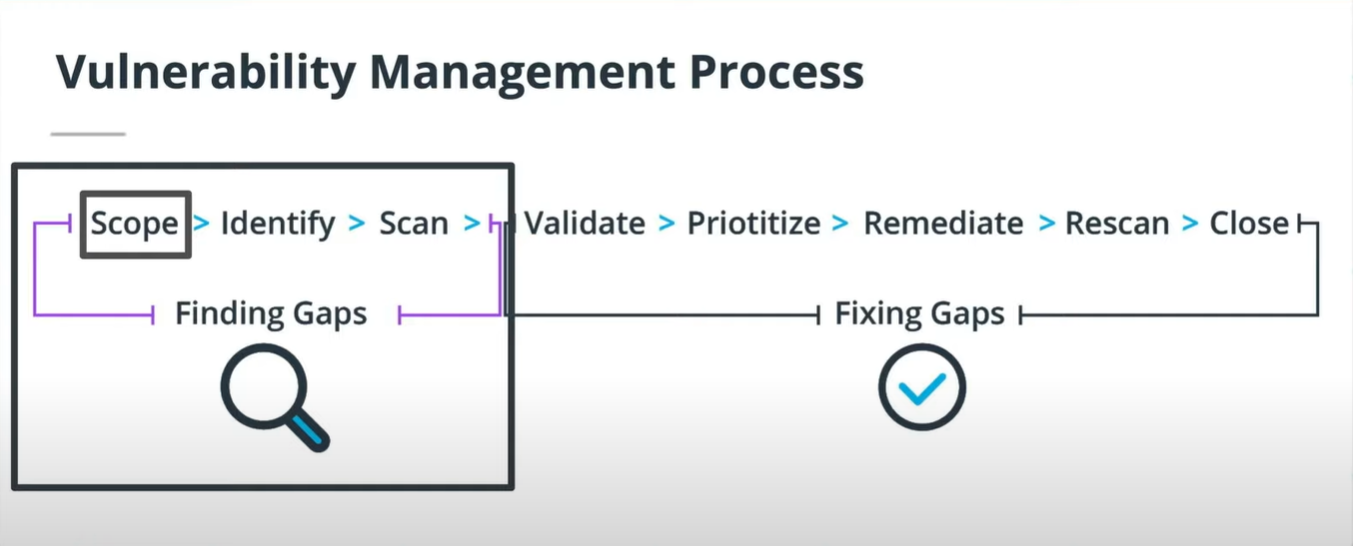 Vulnerability Management Process
Scope > Identify > Scan > Validate > Priotitize > Remediate > Rescan > Close
Finding Gaps Fixing Gaps